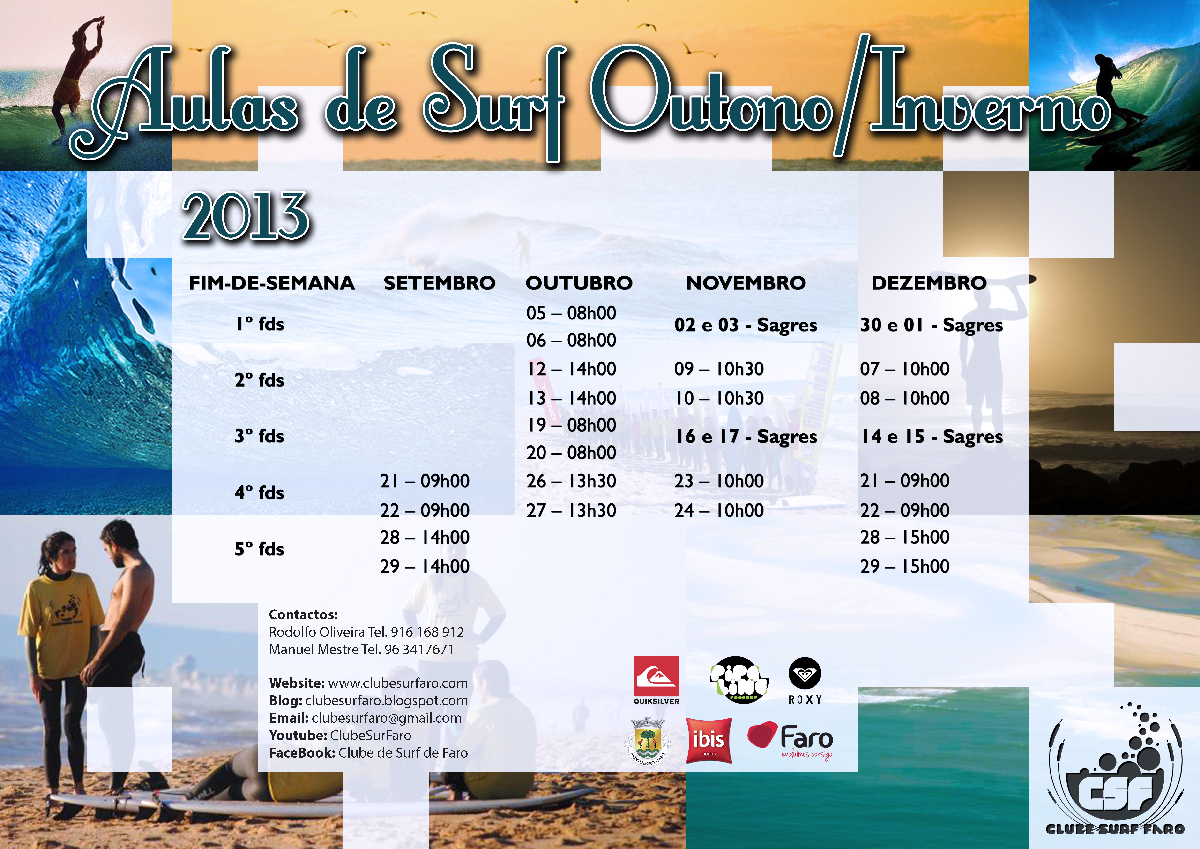 Aulas de Surf Outono/Inverno
2013
FIM-DE-SEMANA SETEMBRO OUTUBRO NOVEMBRO DEZEMBRO
1º fds 05 – 08h00 02 e 03 - Sagres 30 e 01 - Sagres
06 – 08h00
2º fds 12 – 14h00 09 – 10h30 07 – 10h00
13 – 14h00 10 – 10h30 08 – 10h00
3º fds 19 – 08h00 16 e 17 - Sagres 14 e 15 - Sagres
20 – 08h00
4º fds 21 – 09h00 26 – 13h30 23 – 10h00 21 – 09h00
22 – 09h00 27 – 13h30 24 – 10h00 22 – 09h00
5º fds 28 – 14h00 28 – 15h00
29 – 14h00 29 – 15h00
Contactos:
Rodolfo Oliveira Tel. 916 168 912
Manuel Mestre Tel. 96 3417671
Website: www.clubesurfaro.com
Blog: clubesurfaro.blogspot.com
Email: clubesurfaro@gmail.com
Youtube: ClubeSurFaro
FaceBook: Clube de Surf de Faro
QUIKSILVER
ROXY
ibis
Faro
CSF
CLUBE SURF FARO